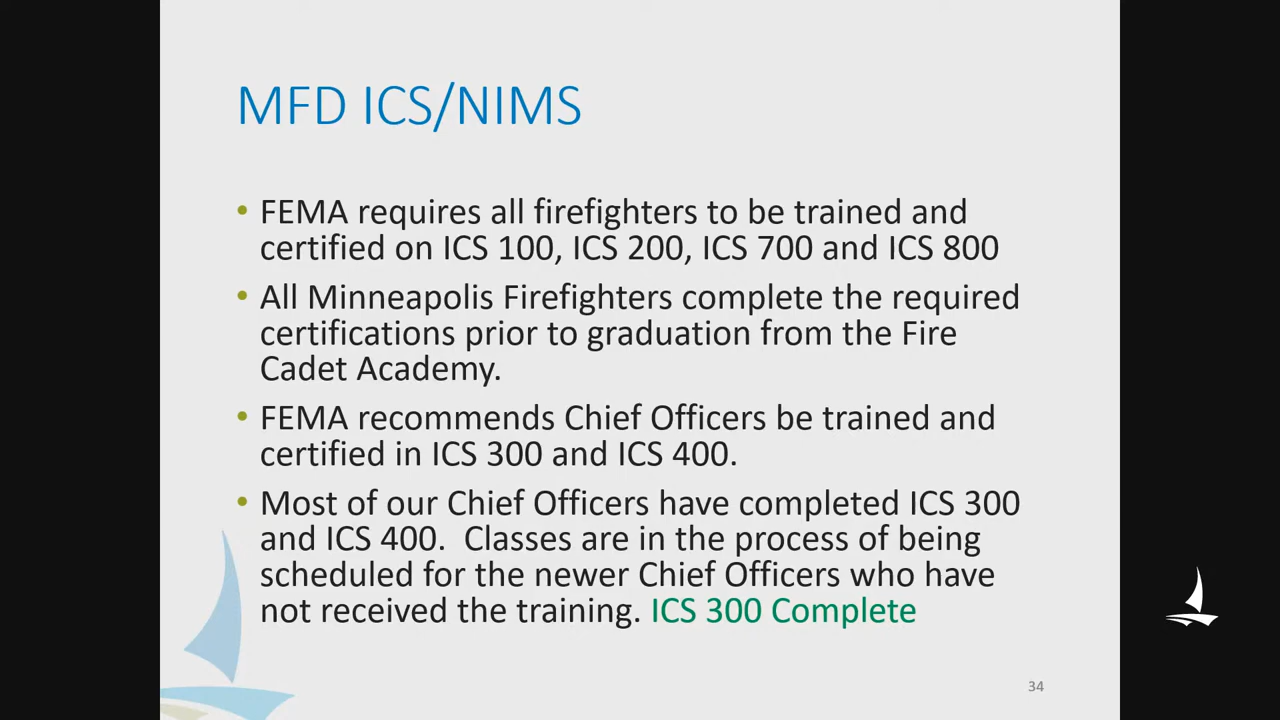 MFD ICS/NIMS
• FEMA requires all firefighters to be trained and
certified on ICS 100, ICS 200, ICS 700 and ICS 800
• All Minneapolis Firefighters complete the required
certifications prior to graduation from the Fire
Cadet Academy.
• FEMA recommends Chief Officers be trained and
certified in ICS 300 and ICS 400.
• Most of our Chief Officers have completed ICS 300
and ICS 400.  Classes are in the process of being
scheduled for the newer Chief Officers who have
not received the training. ICS 300 Complete
34